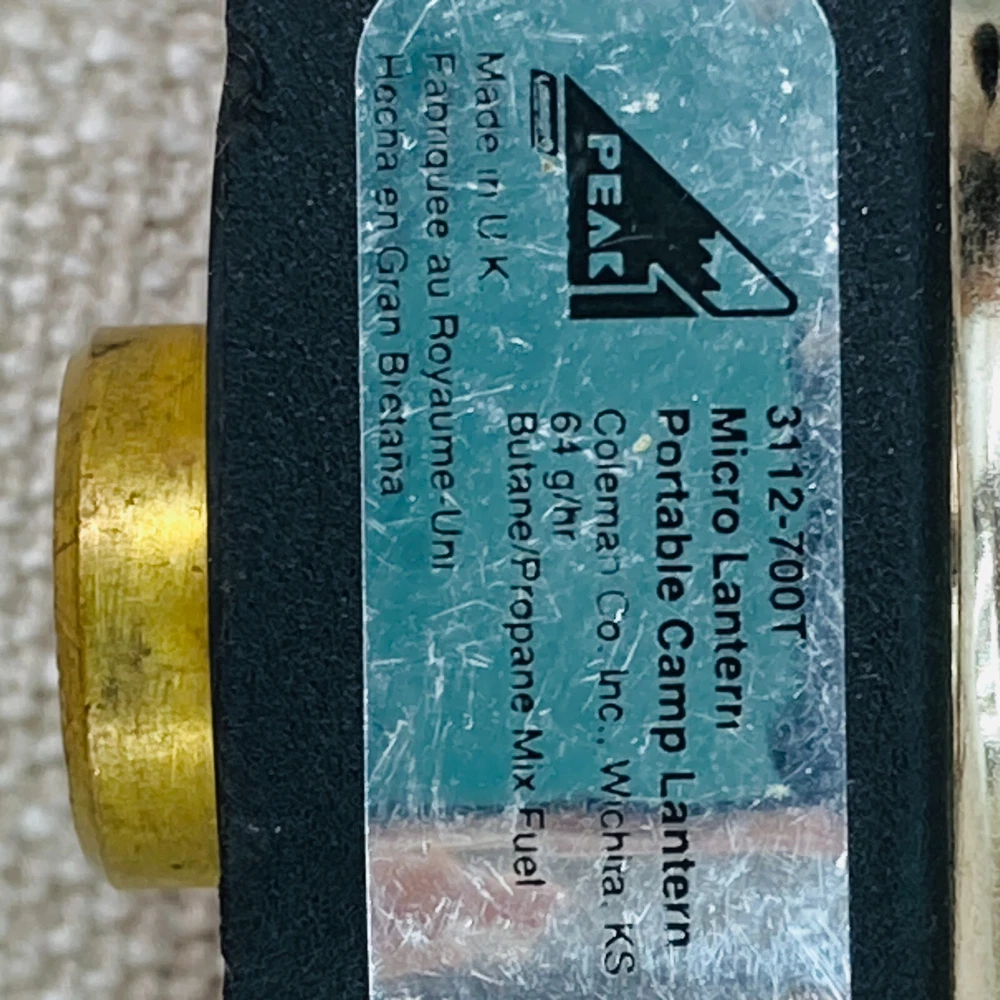 PEAK 1
3112-700T
Micro Lantern
Portable Camp Lantern
Coleman Co. Inc., Wichita, KS
64 g/hr
Butane/Propane Mix Fuel
Made in U K
Fabriquee au Royaume-Uni
Hecha en Gran Bretana